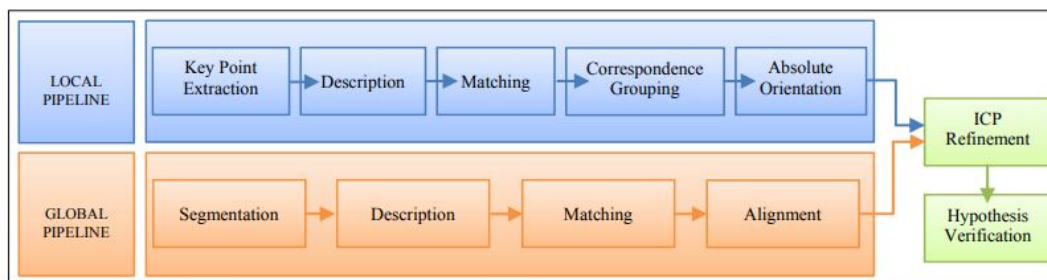 LOCAL
PIPELINE
Key Point
Extraction
Description
Matching
Correspondence
Grouping
Absolute
Orientation
ICP
Refinement
Hypothesis
Verification
GLOBAL
PIPELINE
Segmentation
Description
Matching
Alignment